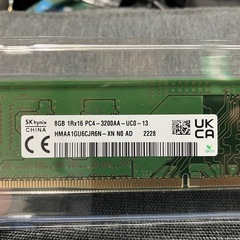 SK hynix
CHINA
8GB 1Rx16 PC4-3200AA-UC0-13
HMAA1GU6CJR6N-XN N0 AD 2228
UK
CA